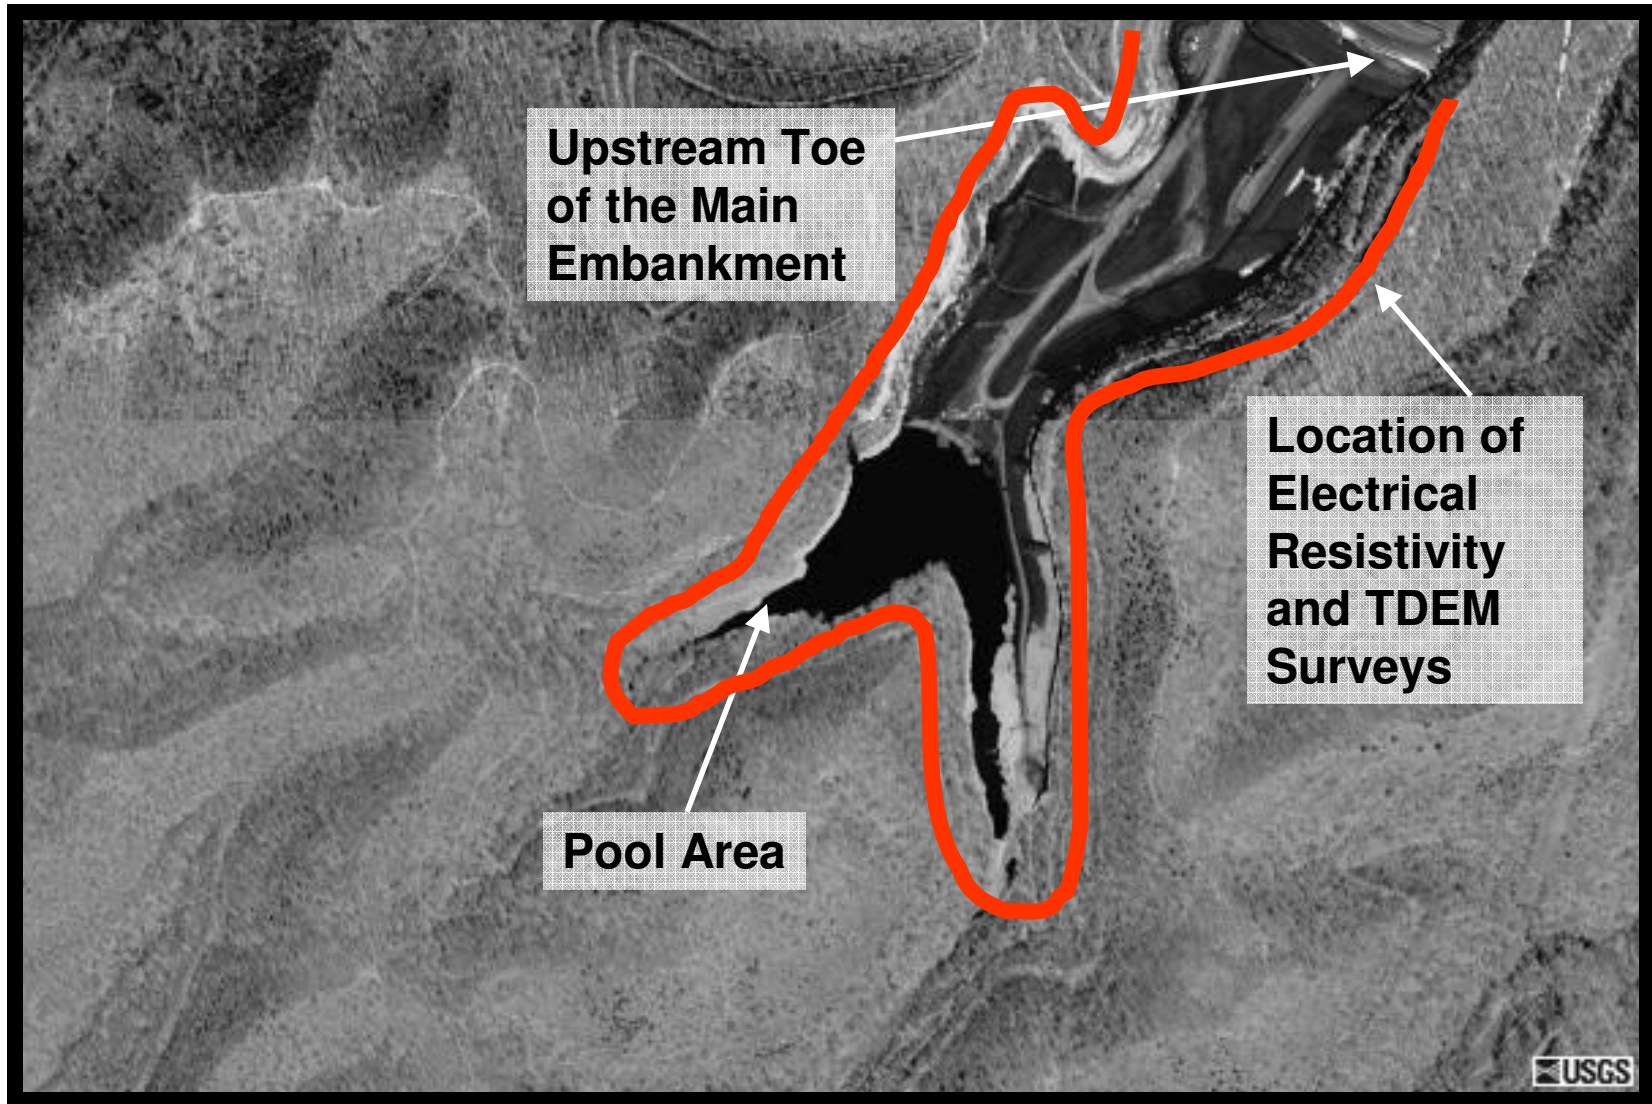 Upstream Toe
of the Main
Embankment
Location of
Electrical
Resistivity
and TDEM
Surveys
Pool Area
USGS